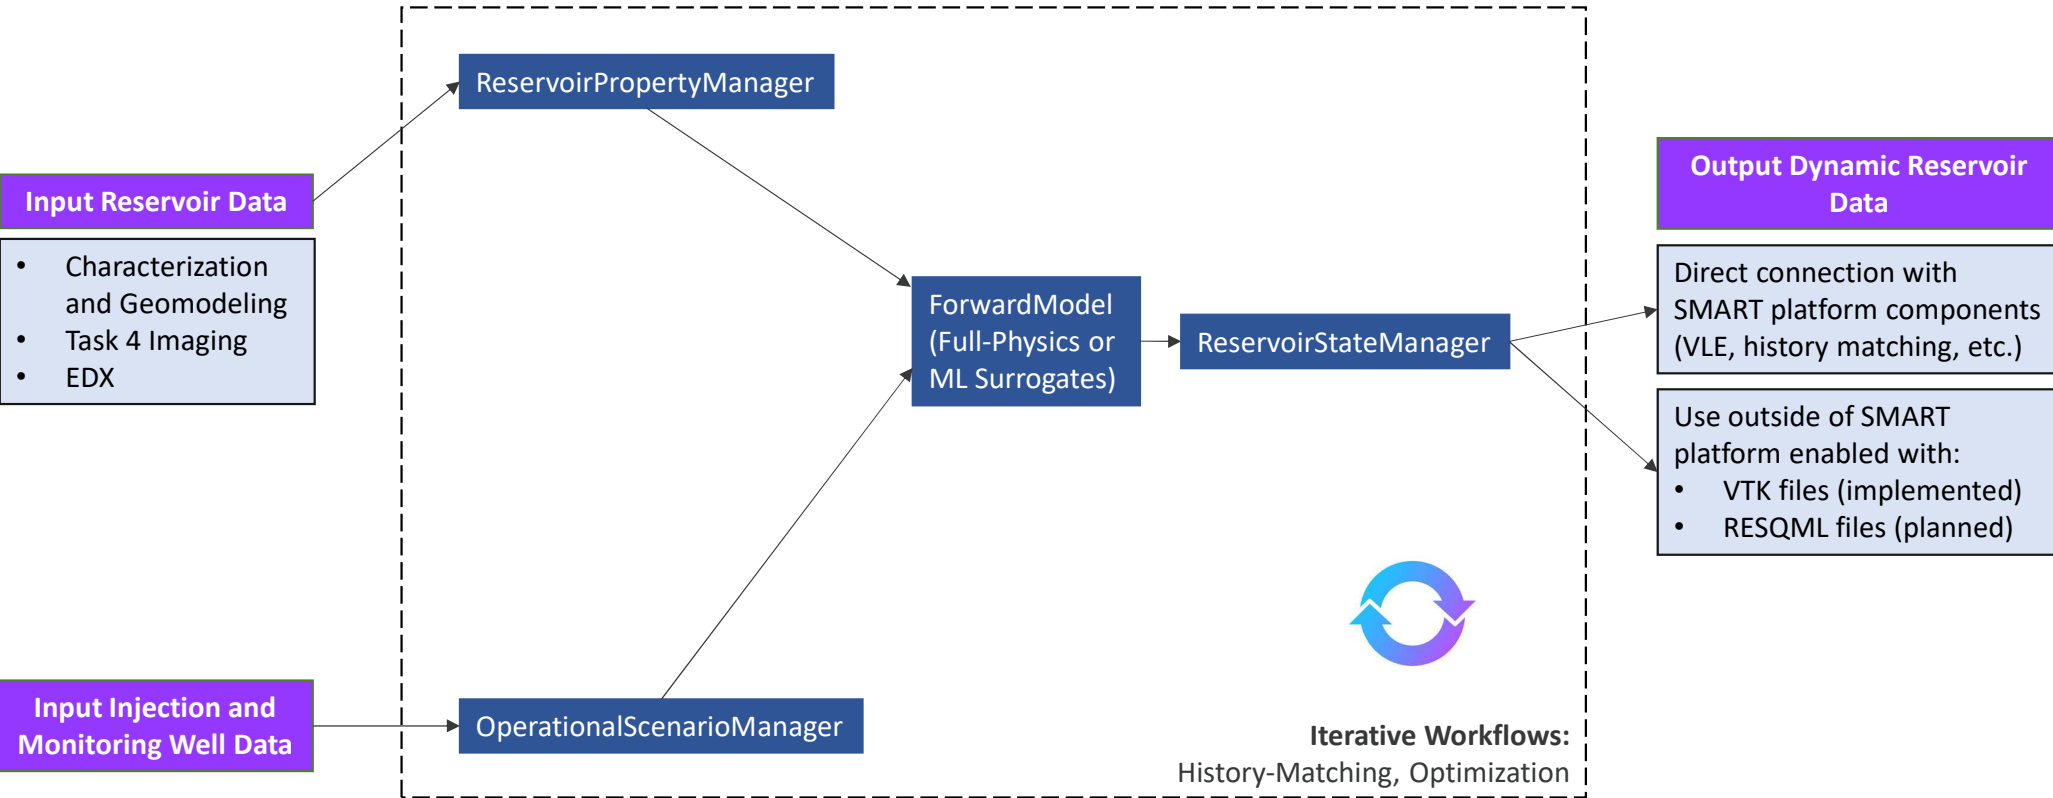 ReservoirPropertyManager
Input Reservoir Data
• Characterization
and Geomodeling
• Task 4 Imaging
• EDX
ForwardModel
(Full-Physics or
ML Surrogates)
ReservoirStateManager
Output Dynamic Reservoir
Data
Direct connection with
SMART platform components
(VLE, history matching, etc.)
Use outside of SMART
platform enabled with:
• VTK files (implemented)
• RESQML files (planned)
Input Injection and
Monitoring Well Data
OperationalScenarioManager
Iterative Workflows:
History-Matching, Optimization